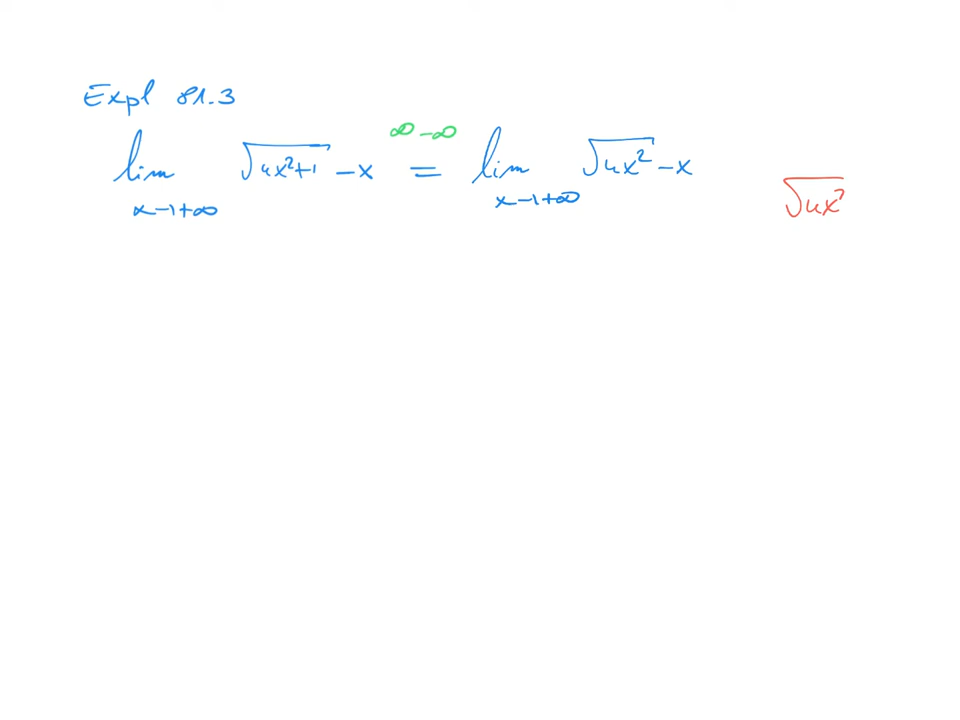 Expl 81.3
∞ - ∞
lim √(4x²+1) - x = lim √(4x²) - x
x→+∞ x→+∞
√(4x²)